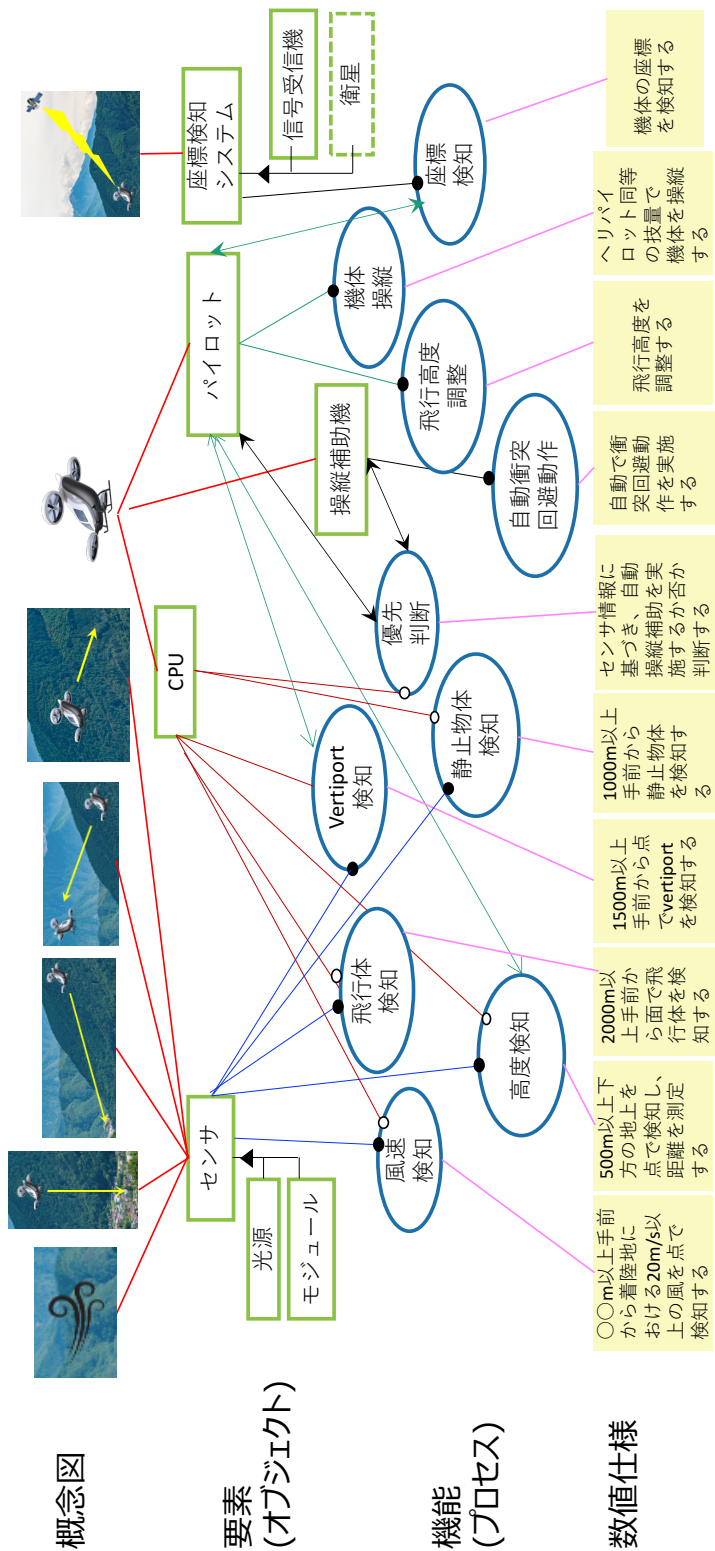 概念図
要素
(オブジェクト)
座標検知
システム
信号受信機
衛星
パイロット
操縦補助機
CPU
センサ
光源
モジュール
機能
(プロセス)
風速
検知
高度検知
飛行体
検知
Vertiport
検知
静止物体
検知
優先
判断
自動衝突
回避動作
飛行高度
調整
機体
操縦
座標
検知
数値仕様
〇〇m以上手前
から着陸地に
おける20m/s以
上の風を点で
検知する
500m以上下
方の地上を
点で検知し、
距離を測定
する
2000m以
上手前か
ら面で飛
行体を検
知する
1500m以上
手前から点
でvertiport
を検知する
1000m以上
手前から
静止物体
を検知す
る
センサ情報に
基づき、自動
操縦補助を実
施するか否か
判断する
自動で衝
突回避動
作を実施
する
飛行高度を
調整する
ヘリパイ
ロット同等
の技量で
機体を操縦
する
機体の座標
を検知する